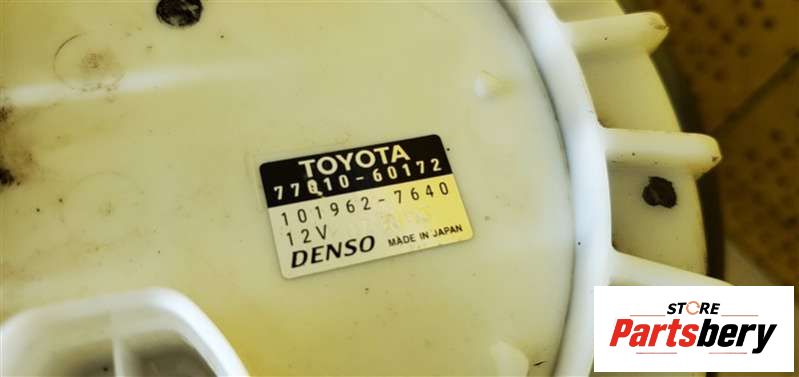 TOYOTA
77010-60172
101962-7640
12V
DENSO MADE IN JAPAN
STORE
Partsbery